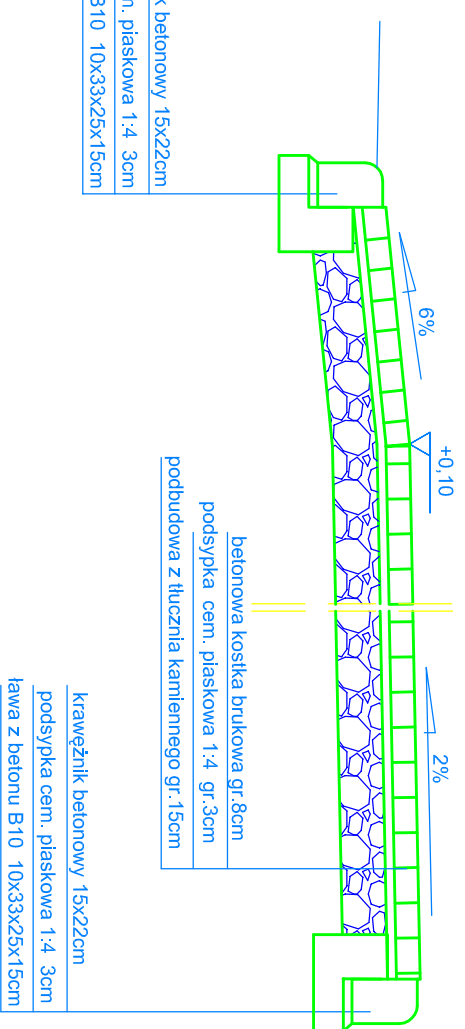 6%
+0,10
2%
k betonowy 15x22cm
m. piaskowa 1:4 3cm
B10 10x33x25x15cm
betonowa kostka brukowa gr.8cm
podsypka cem. piaskowa 1:4 gr.3cm
podbudowa z tłucznia kamiennego gr.15cm
krawężnik betonowy 15x22cm
podsypka cem. piaskowa 1:4 3cm
ława z betonu B10 10x33x25x15cm